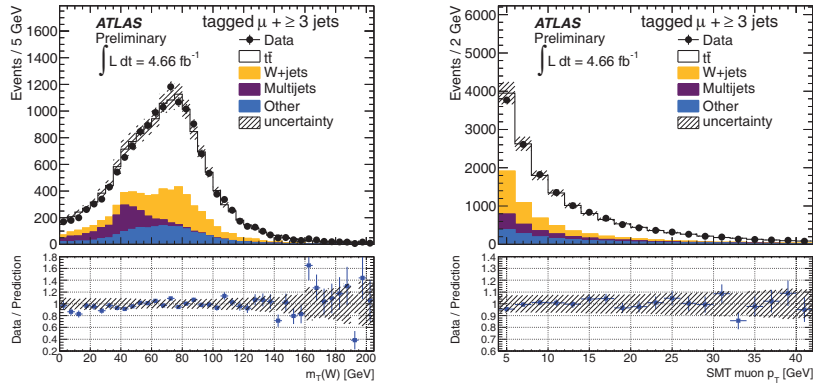 ATLAS
Preliminary
∫ L dt = 4.66 fb⁻¹
tagged μ + ≥ 3 jets
Data
tt̄
W+jets
Multijets
Other
uncertainty
Events / 5 GeV
1600
1400
1200
1000
800
600
400
200
0
Data / Prediction
1.8
1.6
1.4
1.2
1
0.8
0.6
0.4
0.2
0 20 40 60 80 100 120 140 160 180 200
m_T(W) [GeV]
ATLAS
Preliminary
∫ L dt = 4.66 fb⁻¹
tagged μ + ≥ 3 jets
Data
tt̄
W+jets
Multijets
Other
uncertainty
Events / 2 GeV
6000
5000
4000
3000
2000
1000
0
Data / Prediction
1.4
1.3
1.2
1.1
1
0.9
0.8
0.7
0.6
5 10 15 20 25 30 35 40
SMT muon p_T [GeV]